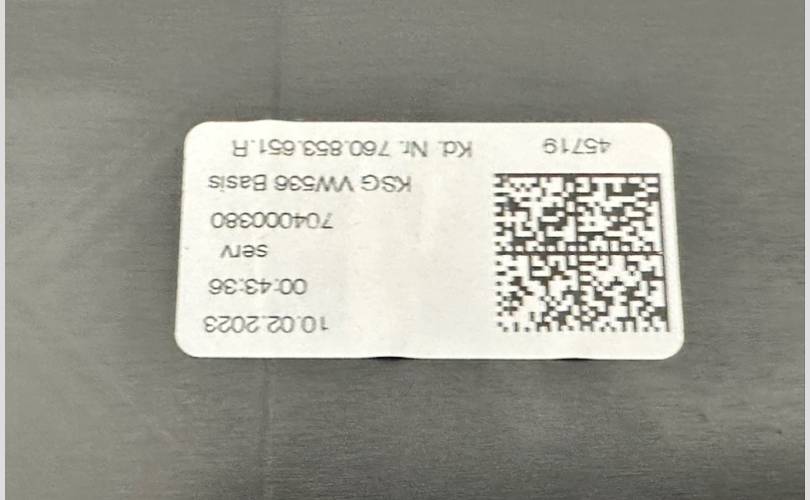 10.02.2023
00:43:36
serv
704000380
KSG VW536 Basis
45719
Kd. Nr. 760.853.651.R